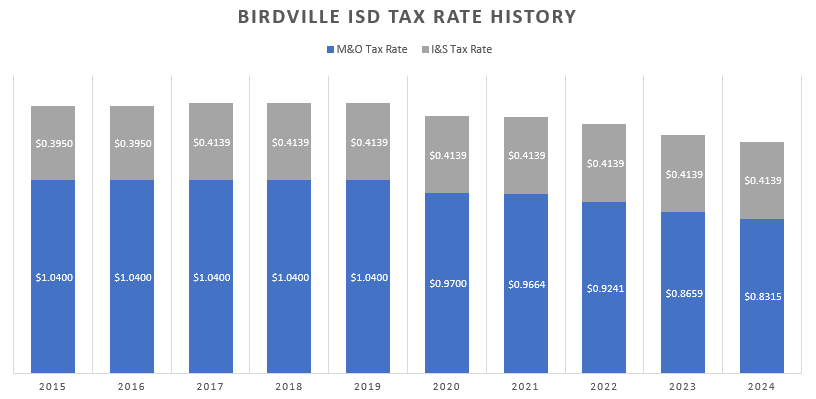 BIRDVILLE ISD TAX RATE HISTORY
M&O Tax Rate I&S Tax Rate
$0.3950 $0.3950 $0.4139 $0.4139 $0.4139 $0.4139 $0.4139 $0.4139 $0.4139 $0.4139
$1.0400 $1.0400 $1.0400 $1.0400 $1.0400 $0.9700 $0.9664 $0.9241 $0.8659 $0.8315
2015 2016 2017 2018 2019 2020 2021 2022 2023 2024